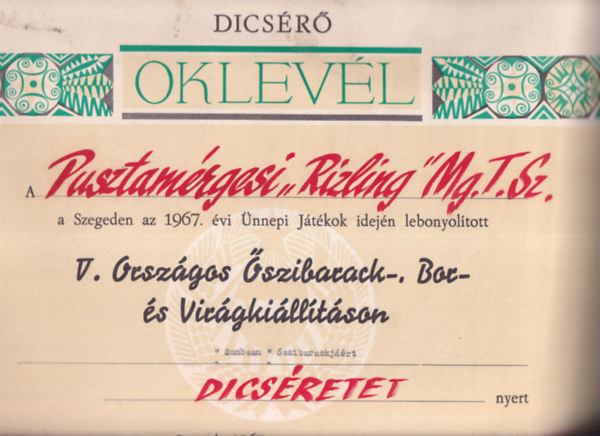 DICSÉRŐ
OKLEVÉL
A Pusztamérgesi „Rizling" Mg.T.Sz.
a Szegeden az 1967. évi Ünnepi Játékok idején lebonyolított
V. Országos Őszibarack-, Bor-
és Virágkiállításon
" Sunbeam " őszibarackjáért
DICSÉRETET nyert